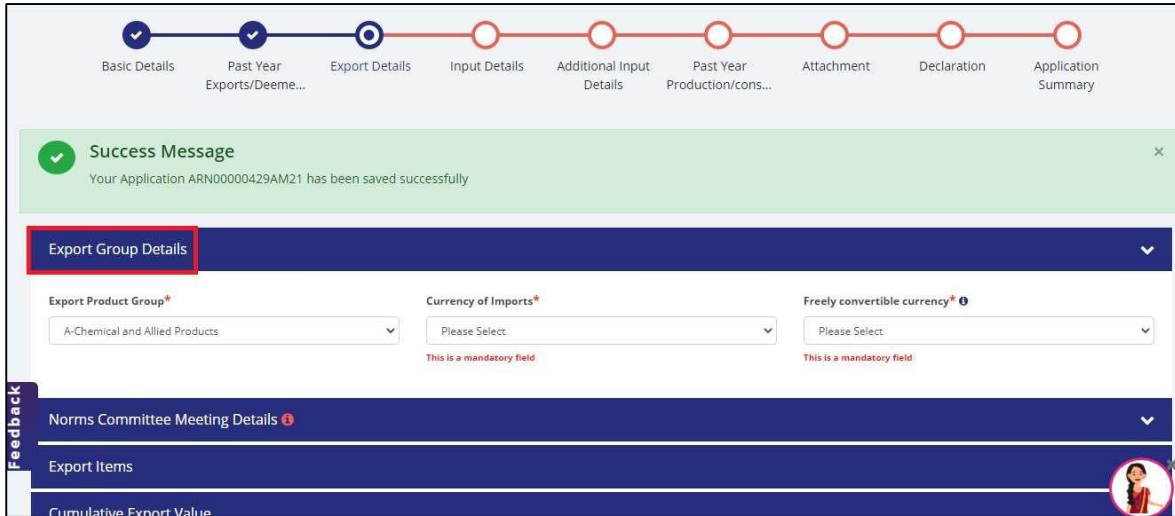 Basic Details
Past Year
Exports/Deeme...
Export Details
Input Details
Additional Input
Details
Past Year
Production/cons...
Attachment
Declaration
Application
Summary
Success Message
×
Your Application ARN00000429AM21 has been saved successfully
Export Group Details
Export Product Group*
Currency of Imports*
Freely convertible currency*
A-Chemical and Allied Products
Please Select
Please Select
This is a mandatory field
This is a mandatory field
Feedback
Norms Committee Meeting Details
Export Items
Cumulative Export Value